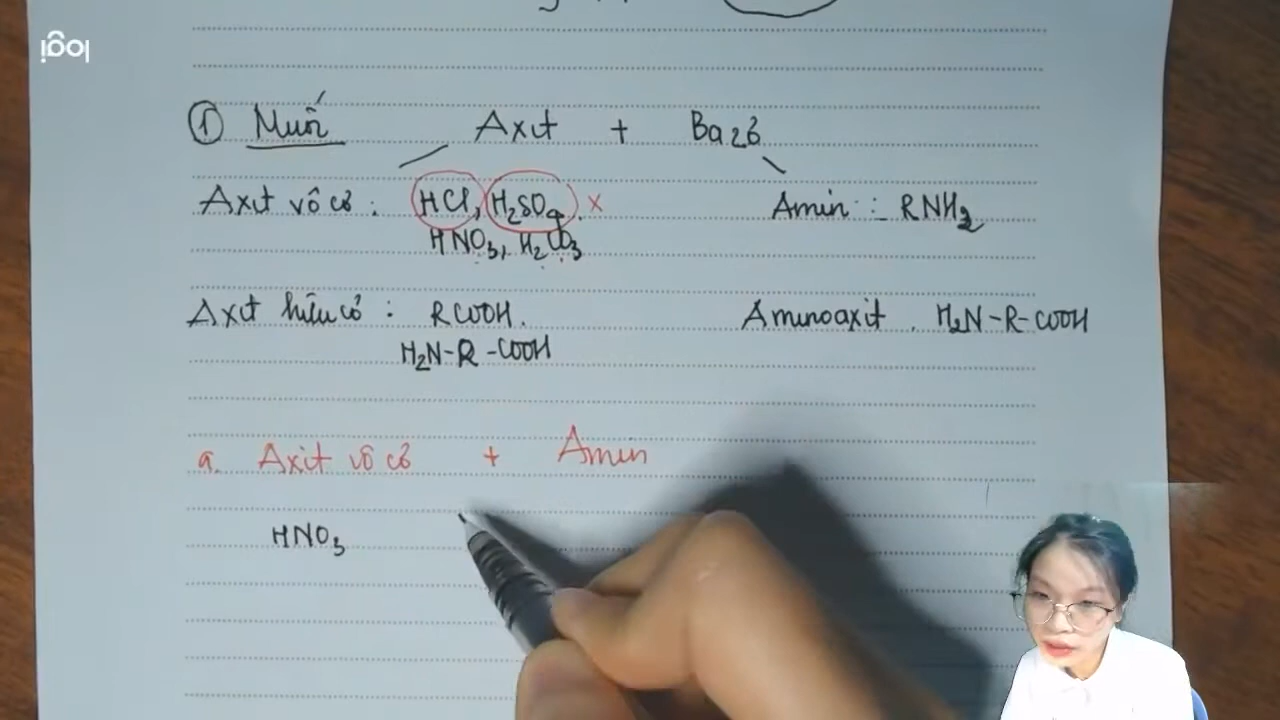 logi
① Muối Axit + Bazơ
Axit vô cơ : HCl, H₂SO₄. x Amin : RNH₂
HNO₃, H₂CO₃
Axit hữu cơ : RCOOH. Aminoaxit . H₂N-R-COOH
H₂N-R-COOH
a. Axit vô cơ + Amin
HNO₃